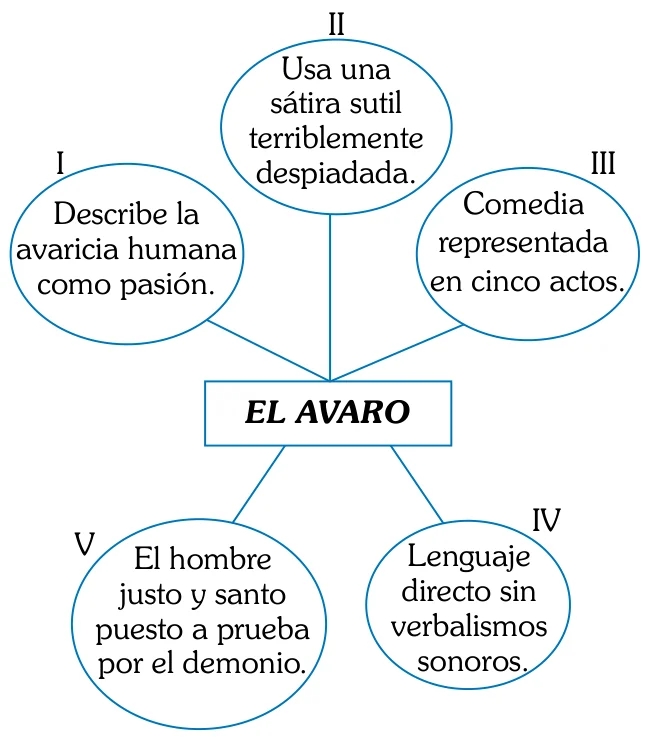 II
Usa una
sátira sutil
terriblemente
despiadada.
I
Describe la
avaricia humana
como pasión.
III
Comedia
representada
en cinco actos.
EL AVARO
V
El hombre
justo y santo
puesto a prueba
por el demonio.
IV
Lenguaje
directo sin
verbalismos
sonoros.